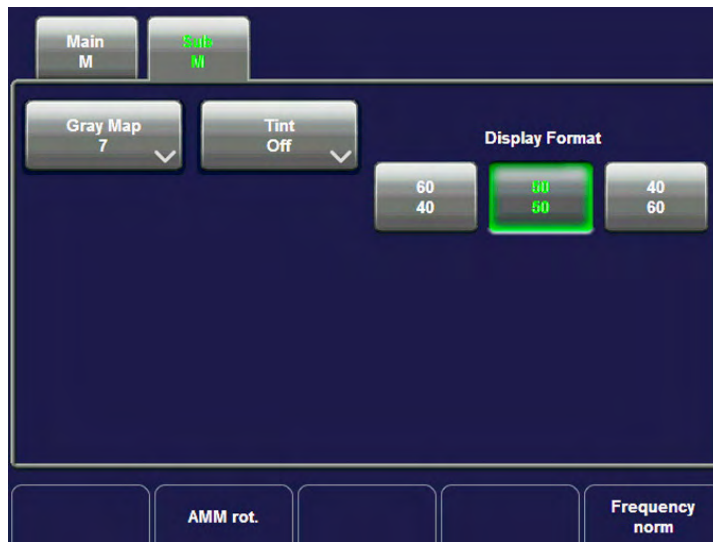 Main
M
Sub
M
Gray Map
7
Tint
Off
Display Format
60
40
50
50
40
60
AMM rot.
Frequency
norm